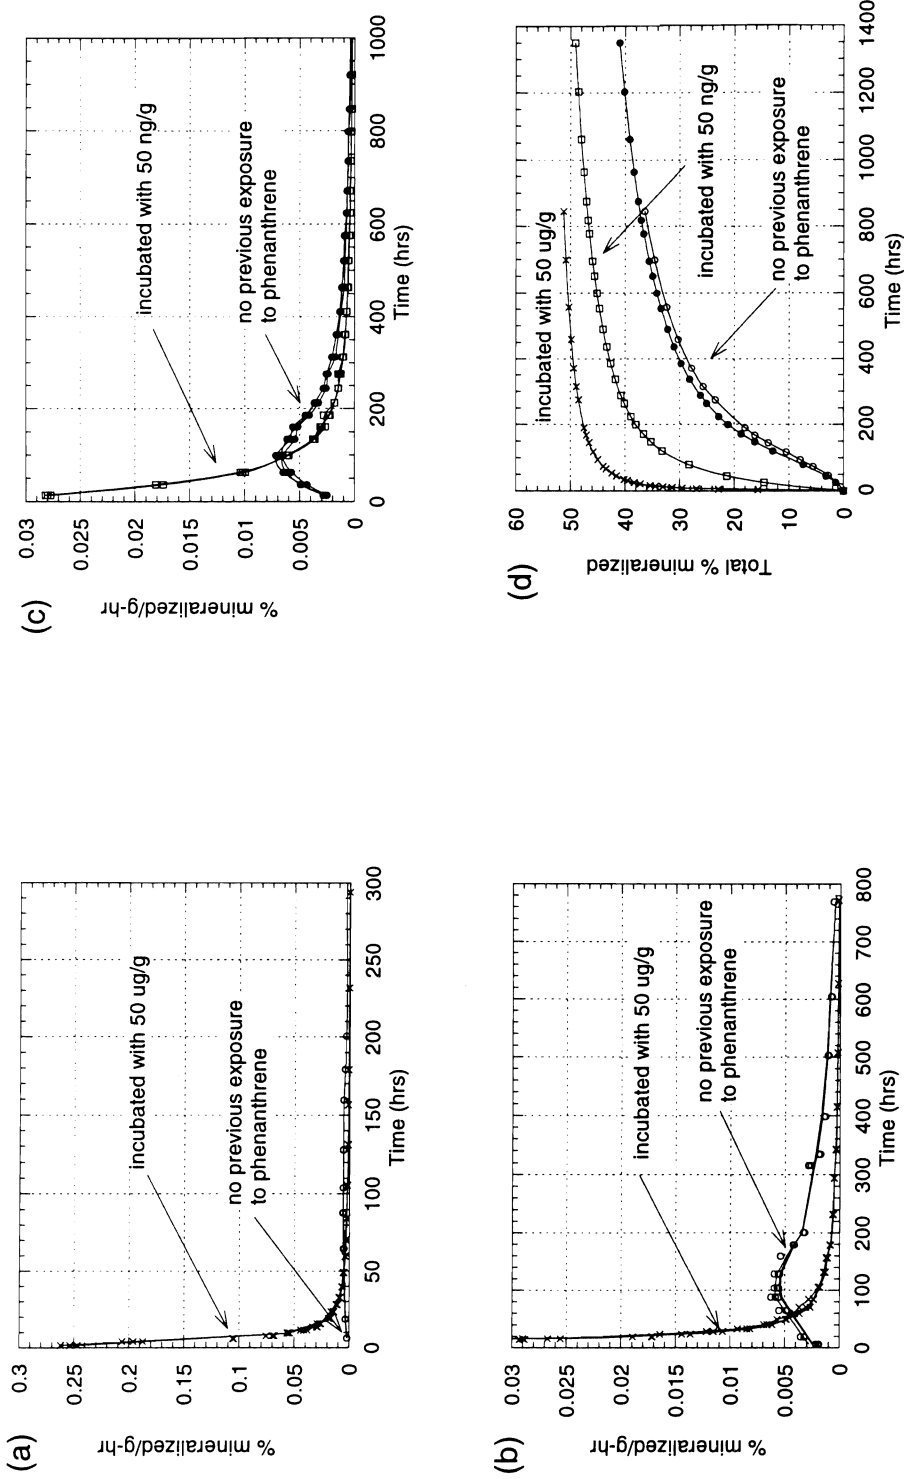 (a)
0.3
0.25
0.2
0.15
0.1
0.05
0
% mineralized/g-hr
incubated with 50 ug/g
no previous exposure
to phenanthrene
0 50 100 150 200 250 300
Time (hrs)
(c)
0.03
0.025
0.02
0.015
0.01
0.005
0
% mineralized/g-hr
incubated with 50 ng/g
no previous exposure
to phenanthrene
0 200 400 600 800 1000
Time (hrs)
(b)
0.03
0.025
0.02
0.015
0.01
0.005
0
% mineralized/g-hr
incubated with 50 ug/g
no previous exposure
to phenanthrene
0 100 200 300 400 500 600 700 800
Time (hrs)
(d)
60
50
40
30
20
10
0
Total % mineralized
incubated with 50 ug/g
incubated with 50 ng/g
no previous exposure
to phenanthrene
0 200 400 600 800 1000 1200 1400
Time (hrs)